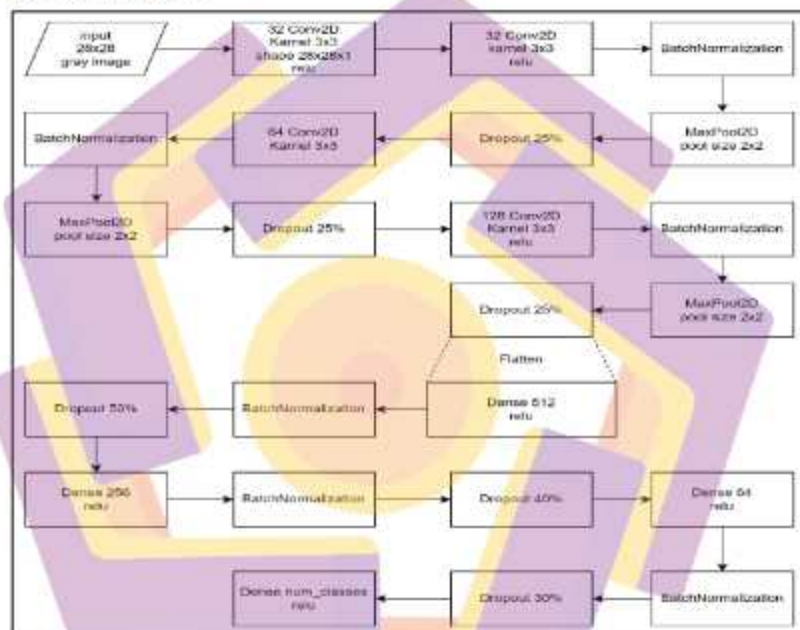 input
28x28
gray image
32 Conv2D
Kernel 3x3
shape 28x28x1
relu
32 Conv2D
kernel 3x3
relu
BatchNormalization
MaxPool2D
pool size 2x2
Dropout 25%
64 Conv2D
Kernel 3x3
BatchNormalization
MaxPool2D
pool size 2x2
Dropout 25%
128 Conv2D
Kernel 3x3
relu
BatchNormalization
MaxPool2D
pool size 2x2
Dropout 25%
Flatten
Dense 512
relu
BatchNormalization
Dropout 50%
Dense 256
relu
BatchNormalization
Dropout 40%
Dense 64
relu
BatchNormalization
Dropout 30%
Dense num_classes
relu